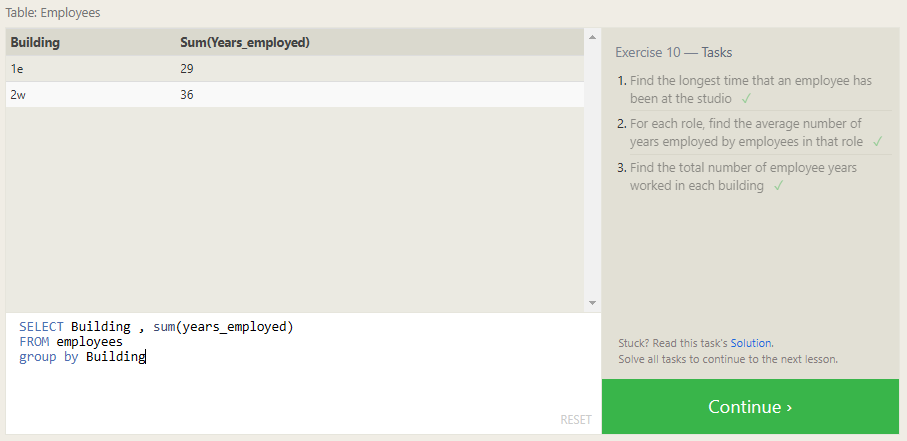 Table: Employees
Building Sum(Years_employed)
1e 29
2w 36
SELECT Building , sum(years_employed)
FROM employees
group by Building
RESET
Exercise 10 — Tasks
1. Find the longest time that an employee has
been at the studio ✓
2. For each role, find the average number of
years employed by employees in that role ✓
3. Find the total number of employee years
worked in each building ✓
Stuck? Read this task's Solution.
Solve all tasks to continue to the next lesson.
Continue ›